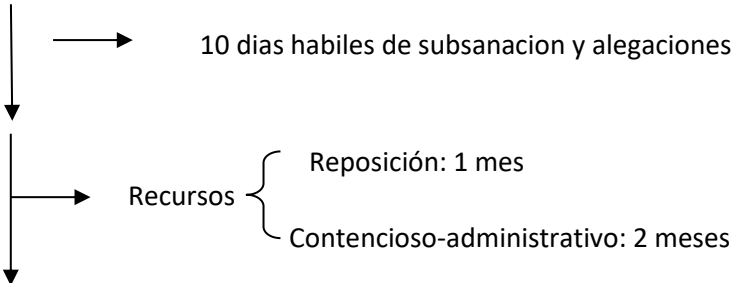 10 dias habiles de subsanacion y alegaciones
Reposición: 1 mes
Recursos
Contencioso-administrativo: 2 meses